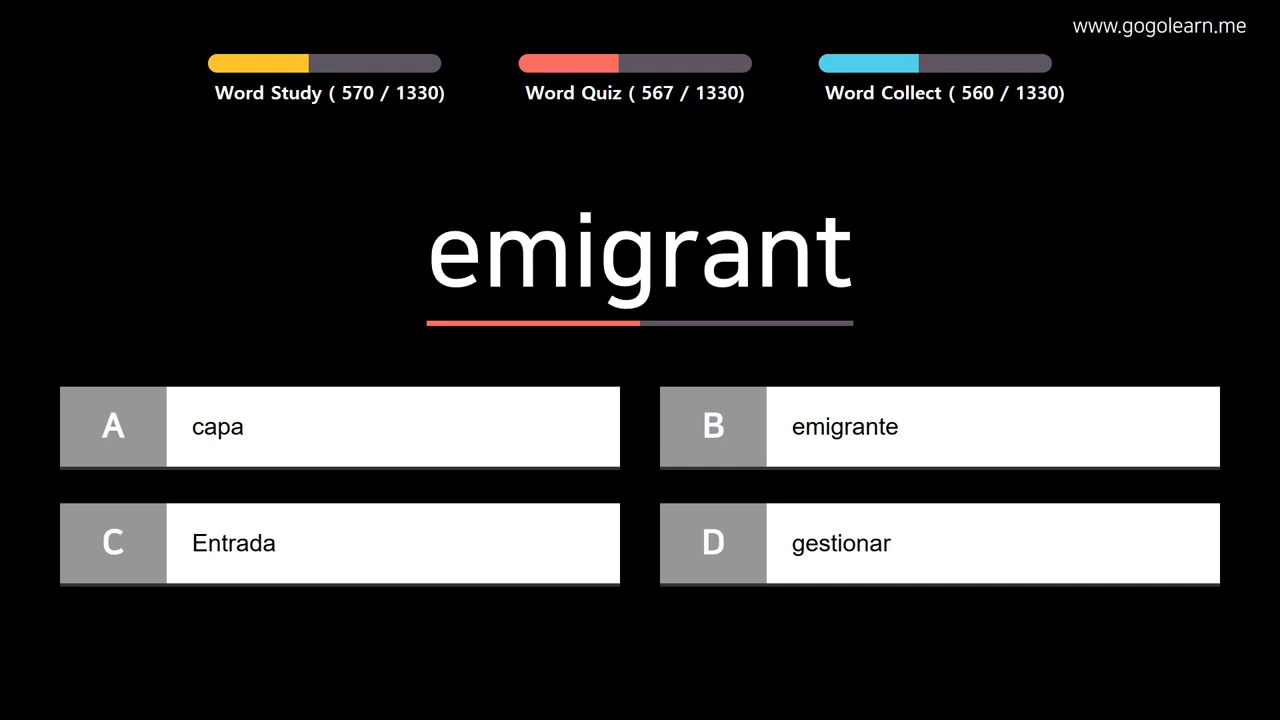 www.gogolearn.me
Word Study ( 570 / 1330)
Word Quiz ( 567 / 1330)
Word Collect ( 560 / 1330)
emigrant
A capa
B emigrante
C Entrada
D gestionar